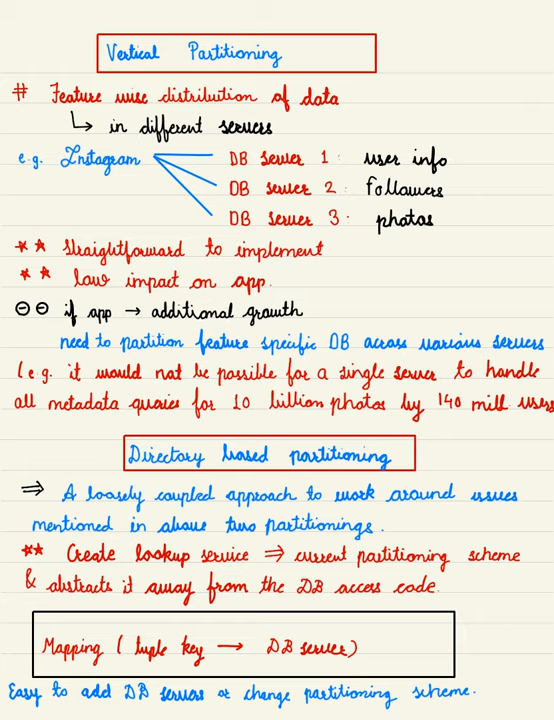 Vertical Partitioning
# Feature wise distribution of data
↳ in different servers
e.g. Instagram DB server 1: user info
DB server 2: followers
DB server 3: photos
** Straightforward to implement
** low impact on app.
⊖⊖ if app → additional growth
need to partition feature specific DB across various servers
(e.g. it would not be possible for a single server to handle
all metadata queries for 10 billion photos by 140 mill. users
Directory based partitioning
⇒ A loosely coupled approach to work around issues
mentioned in above two partitionings.
** Create lookup service ⇒ current partitioning scheme
& abstracts it away from the DB access code.
Mapping ( tuple key → DB server)
Easy to add DB servers or change partitioning scheme.